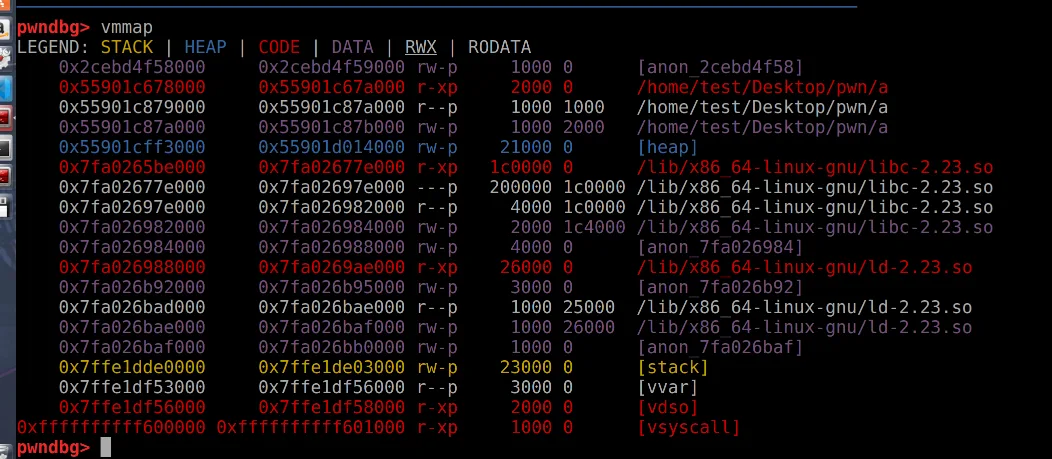 pwndbg> vmmap
LEGEND: STACK | HEAP | CODE | DATA | RWX | RODATA
0x2cebd4f58000 0x2cebd4f59000 rw-p 1000 0 [anon_2cebd4f58]
0x55901c678000 0x55901c67a000 r-xp 2000 0 /home/test/Desktop/pwn/a
0x55901c879000 0x55901c87a000 r--p 1000 1000 /home/test/Desktop/pwn/a
0x55901c87a000 0x55901c87b000 rw-p 1000 2000 /home/test/Desktop/pwn/a
0x55901cff3000 0x55901d014000 rw-p 21000 0 [heap]
0x7fa0265be000 0x7fa02677e000 r-xp 1c0000 0 /lib/x86_64-linux-gnu/libc-2.23.so
0x7fa02677e000 0x7fa02697e000 ---p 200000 1c0000 /lib/x86_64-linux-gnu/libc-2.23.so
0x7fa02697e000 0x7fa026982000 r--p 4000 1c0000 /lib/x86_64-linux-gnu/libc-2.23.so
0x7fa026982000 0x7fa026984000 rw-p 2000 1c4000 /lib/x86_64-linux-gnu/libc-2.23.so
0x7fa026984000 0x7fa026988000 rw-p 4000 0 [anon_7fa026984]
0x7fa026988000 0x7fa0269ae000 r-xp 26000 0 /lib/x86_64-linux-gnu/ld-2.23.so
0x7fa026b92000 0x7fa026b95000 rw-p 3000 0 [anon_7fa026b92]
0x7fa026bad000 0x7fa026bae000 r--p 1000 25000 /lib/x86_64-linux-gnu/ld-2.23.so
0x7fa026bae000 0x7fa026baf000 rw-p 1000 26000 /lib/x86_64-linux-gnu/ld-2.23.so
0x7fa026baf000 0x7fa026bb0000 rw-p 1000 0 [anon_7fa026baf]
0x7ffe1dde0000 0x7ffe1de03000 rw-p 23000 0 [stack]
0x7ffe1df53000 0x7ffe1df56000 r--p 3000 0 [vvar]
0x7ffe1df56000 0x7ffe1df58000 r-xp 2000 0 [vdso]
0xffffffffff600000 0xffffffffff601000 r-xp 1000 0 [vsyscall]
pwndbg>